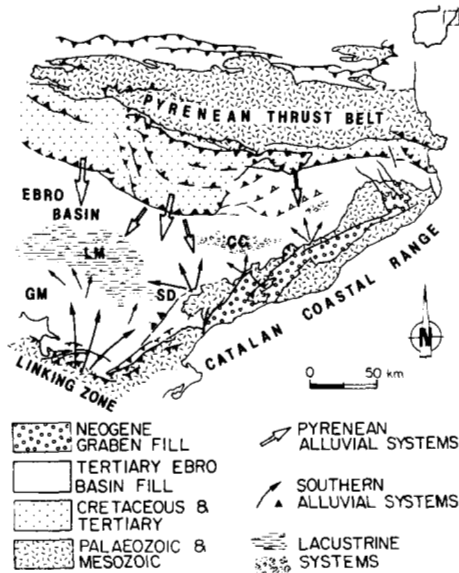 PYRENEAN THRUST BELT
EBRO
BASIN
LM
CC
GM
SD
CATALAN COASTAL RANGE
LINKING ZONE
N
0 50 km
NEOGENE
GRABEN FILL
TERTIARY EBRO
BASIN FILL
CRETACEOUS &
TERTIARY
PALAEOZOIC &
MESOZOIC
PYRENEAN
ALLUVIAL SYSTEMS
SOUTHERN
ALLUVIAL SYSTEMS
LACUSTRINE
SYSTEMS